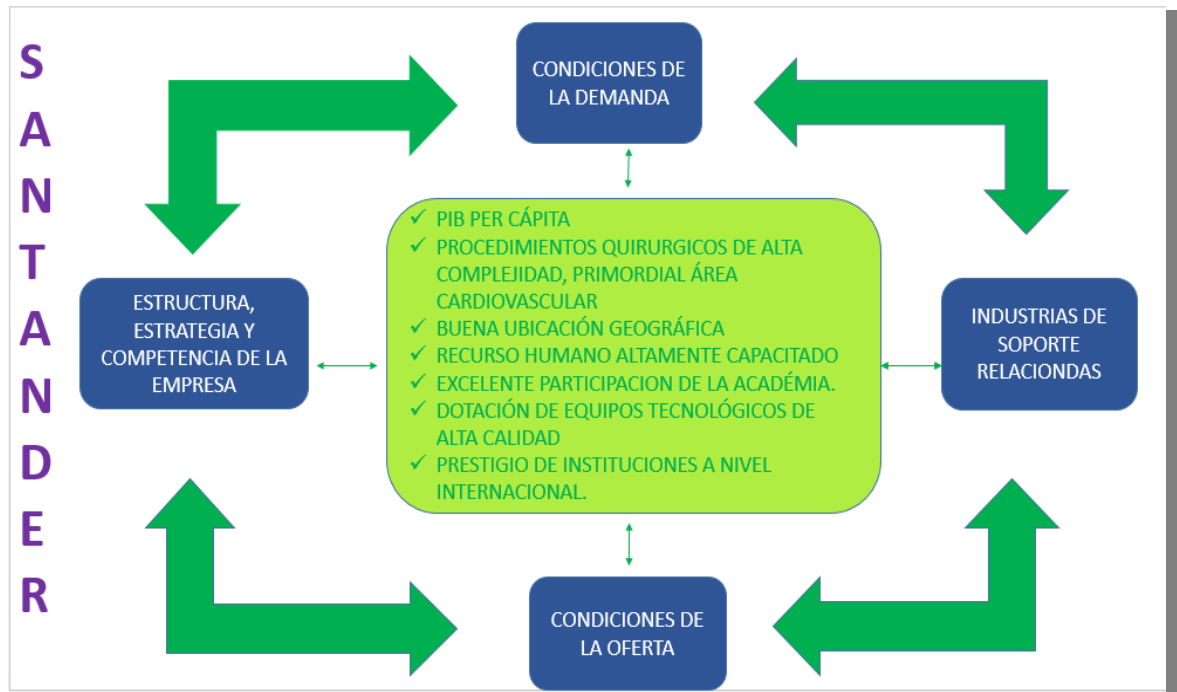 SANTANDER
CONDICIONES DE
LA DEMANDA
ESTRUCTURA,
ESTRATEGIA Y
COMPETENCIA DE LA
EMPRESA
✓ PIB PER CÁPITA
✓ PROCEDIMIENTOS QUIRURGICOS DE ALTA
COMPLEJIDAD, PRIMORDIAL ÁREA
CARDIOVASCULAR
✓ BUENA UBICACIÓN GEOGRÁFICA
✓ RECURSO HUMANO ALTAMENTE CAPACITADO
✓ EXCELENTE PARTICIPACION DE LA ACADÉMIA.
✓ DOTACIÓN DE EQUIPOS TECNOLÓGICOS DE
ALTA CALIDAD
✓ PRESTIGIO DE INSTITUCIONES A NIVEL
INTERNACIONAL.
INDUSTRIAS DE
SOPORTE
RELACIONDAS
CONDICIONES DE
LA OFERTA